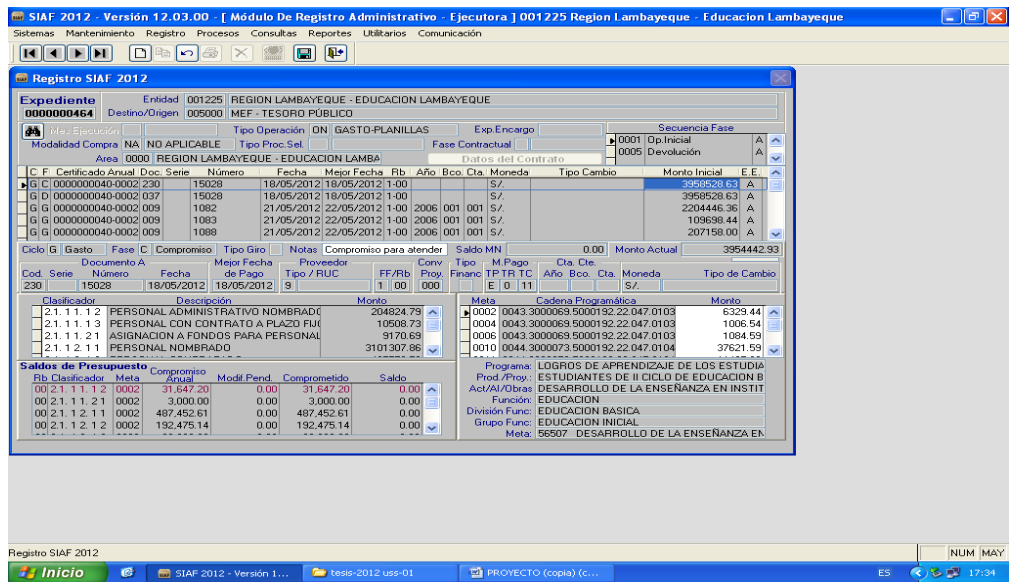 SIAF 2012 - Versión 12.03.00 - [ Módulo De Registro Administrativo - Ejecutora ] 001225 Region Lambayeque - Educacion Lambayeque
Sistemas Mantenimiento Registro Procesos Consultas Reportes Utilitarios Comunicación
Registro SIAF 2012
Expediente Entidad 001225 REGION LAMBAYEQUE - EDUCACION LAMBAYEQUE
0000000464 Destino/Origen 005000 MEF - TESORO PÚBLICO
Me. Ejecución Tipo Operación ON GASTO-PLANILLAS Exp.Encargo Secuencia Fase
Modalidad Compra NA NO APLICABLE Tipo Proc.Sel. Fase Contractual 0001 Op.Inicial A
Area 0000 REGION LAMBAYEQUE - EDUCACION LAMBA Datos del Contrato 0005 Devolución A
C F Certificado Anual Doc. Serie Número Fecha Mejor Fecha Rb Año Bco. Cta. Moneda Tipo Cambio Monto Inicial E.E.
G C 0000000040-0002 230 15028 18/05/2012 18/05/2012 1-00 S/. 3958528.63 A
G D 0000000040-0002 037 15028 18/05/2012 18/05/2012 1-00 S/. 3958528.63 A
G G 0000000040-0002 009 1082 21/05/2012 22/05/2012 1-00 2006 001 001 S/. 2204446.36 A
G G 0000000040-0002 009 1083 21/05/2012 22/05/2012 1-00 2006 001 001 S/. 109698.44 A
G G 0000000040-0002 009 1088 21/05/2012 22/05/2012 1-00 2006 001 001 S/. 207158.00 A
Ciclo G Gasto Fase C Compromiso Tipo Giro Notas Compromiso para atender Saldo MN 0.00 Monto Actual 3954442.93
Documento A Mejor Fecha Proveedor Conv Tipo M.Pago Cta. Cte.
Cod. Serie Número Fecha de Pago Tipo / RUC FF/Rb Proy. Financ TP TR TC Año Bco. Cta. Moneda Tipo de Cambio
230 15028 18/05/2012 18/05/2012 9 1 00 000 E 0 11 S/.
Clasificador Descripción Monto
2.1. 1 1. 1 2 PERSONAL ADMINISTRATIVO NOMBRADO 204824.79
2.1. 1 1. 1 3 PERSONAL CON CONTRATO A PLAZO FIJO 10508.73
2.1. 1 1. 2 1 ASIGNACION A FONDOS PARA PERSONAL 9170.69
2.1. 1 2. 1 1 PERSONAL NOMBRADO 3101307.86
Meta Cadena Programática Monto
0002 0043.3000069.5000192.22.047.0103 6329.44
0004 0043.3000069.5000192.22.047.0103 1006.54
0006 0043.3000069.5000192.22.047.0103 1084.59
0010 0044.3000073.5000193.22.047.0104 37621.59
Saldos de Presupuesto
Rb Clasificador Meta Compromiso Anual Modif.Pend. Comprometido Saldo
00 2.1. 1 1. 1 2 0002 31,647.20 0.00 31,647.20 0.00
00 2.1. 1 1. 2 1 0002 3,000.00 0.00 3,000.00 0.00
00 2.1. 1 2. 1 1 0002 487,452.61 0.00 487,452.61 0.00
00 2.1. 1 2. 1 2 0002 192,475.14 0.00 192,475.14 0.00
Programa: LOGROS DE APRENDIZAJE DE LOS ESTUDIA
Prod./Proy.: ESTUDIANTES DE II CICLO DE EDUCACION B
Act/AI/Obras DESARROLLO DE LA ENSEÑANZA EN INSTIT
Función: EDUCACION
División Func: EDUCACION BASICA
Grupo Func: EDUCACION INICIAL
Meta: 56507 DESARROLLO DE LA ENSEÑANZA EN
Registro SIAF 2012 NUM MAY
Inicio SIAF 2012 - Versión 1... tesis-2012 uss-01 PROYECTO (copia) (c... ES 17:34